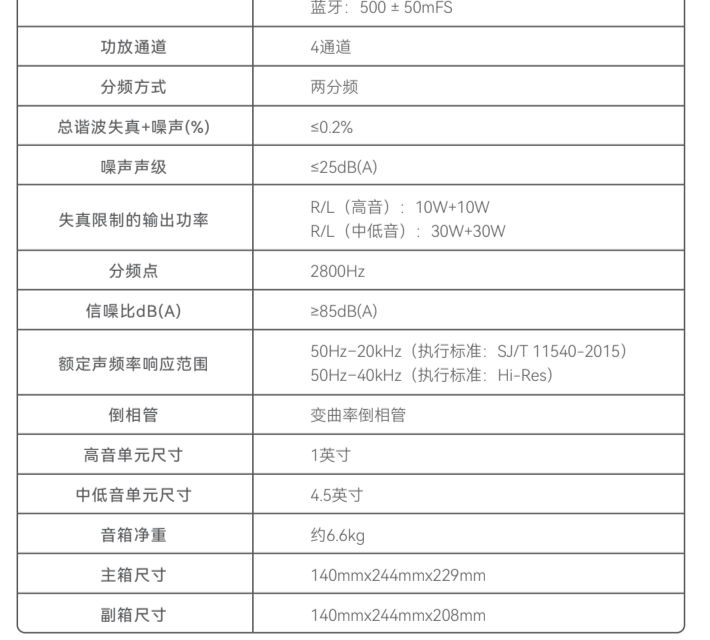 蓝牙：500 ± 50mFS
功放通道
4通道
分频方式
两分频
总谐波失真+噪声(%)
≤0.2%
噪声声级
≤25dB(A)
失真限制的输出功率
R/L（高音）：10W+10W
R/L（中低音）：30W+30W
分频点
2800Hz
信噪比dB(A)
≥85dB(A)
额定声频率响应范围
50Hz-20kHz（执行标准：SJ/T 11540-2015）
50Hz-40kHz（执行标准：Hi-Res）
倒相管
变曲率倒相管
高音单元尺寸
1英寸
中低音单元尺寸
4.5英寸
音箱净重
约6.6kg
主箱尺寸
140mmx244mmx229mm
副箱尺寸
140mmx244mmx208mm